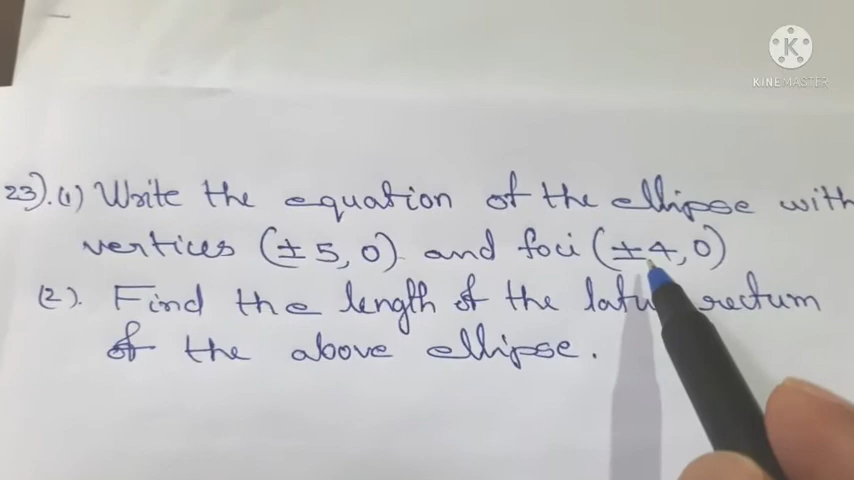 K
KINEMASTER
23). (1) Write the equation of the ellipse with
vertices (±5, 0) and foci (±4, 0)
(2). Find the length of the rectum
of the above ellipse.